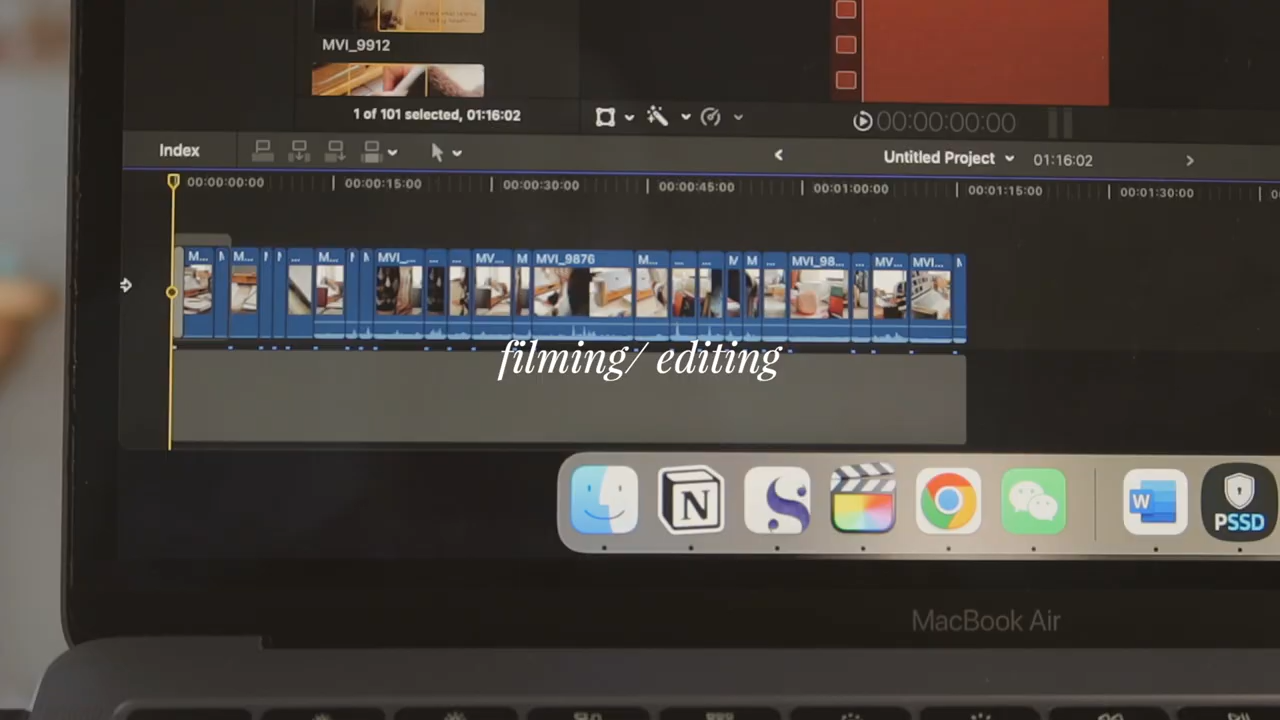 MVI_9912
1 of 101 selected, 01:16:02
00:00:00:00
Index
Untitled Project
01:16:02
00:00:00:00
00:00:15:00
00:00:30:00
00:00:45:00
00:01:00:00
00:01:15:00
00:01:30:00
M...
M
M...
M
M
...
M...
M
M
MVI_...
...
...
MV...
M
MVI_9876
M...
...
...
M
M
...
MVI_98...
...
MV...
MVI...
M
filming/ editing
N
S
W
PSSD
MacBook Air